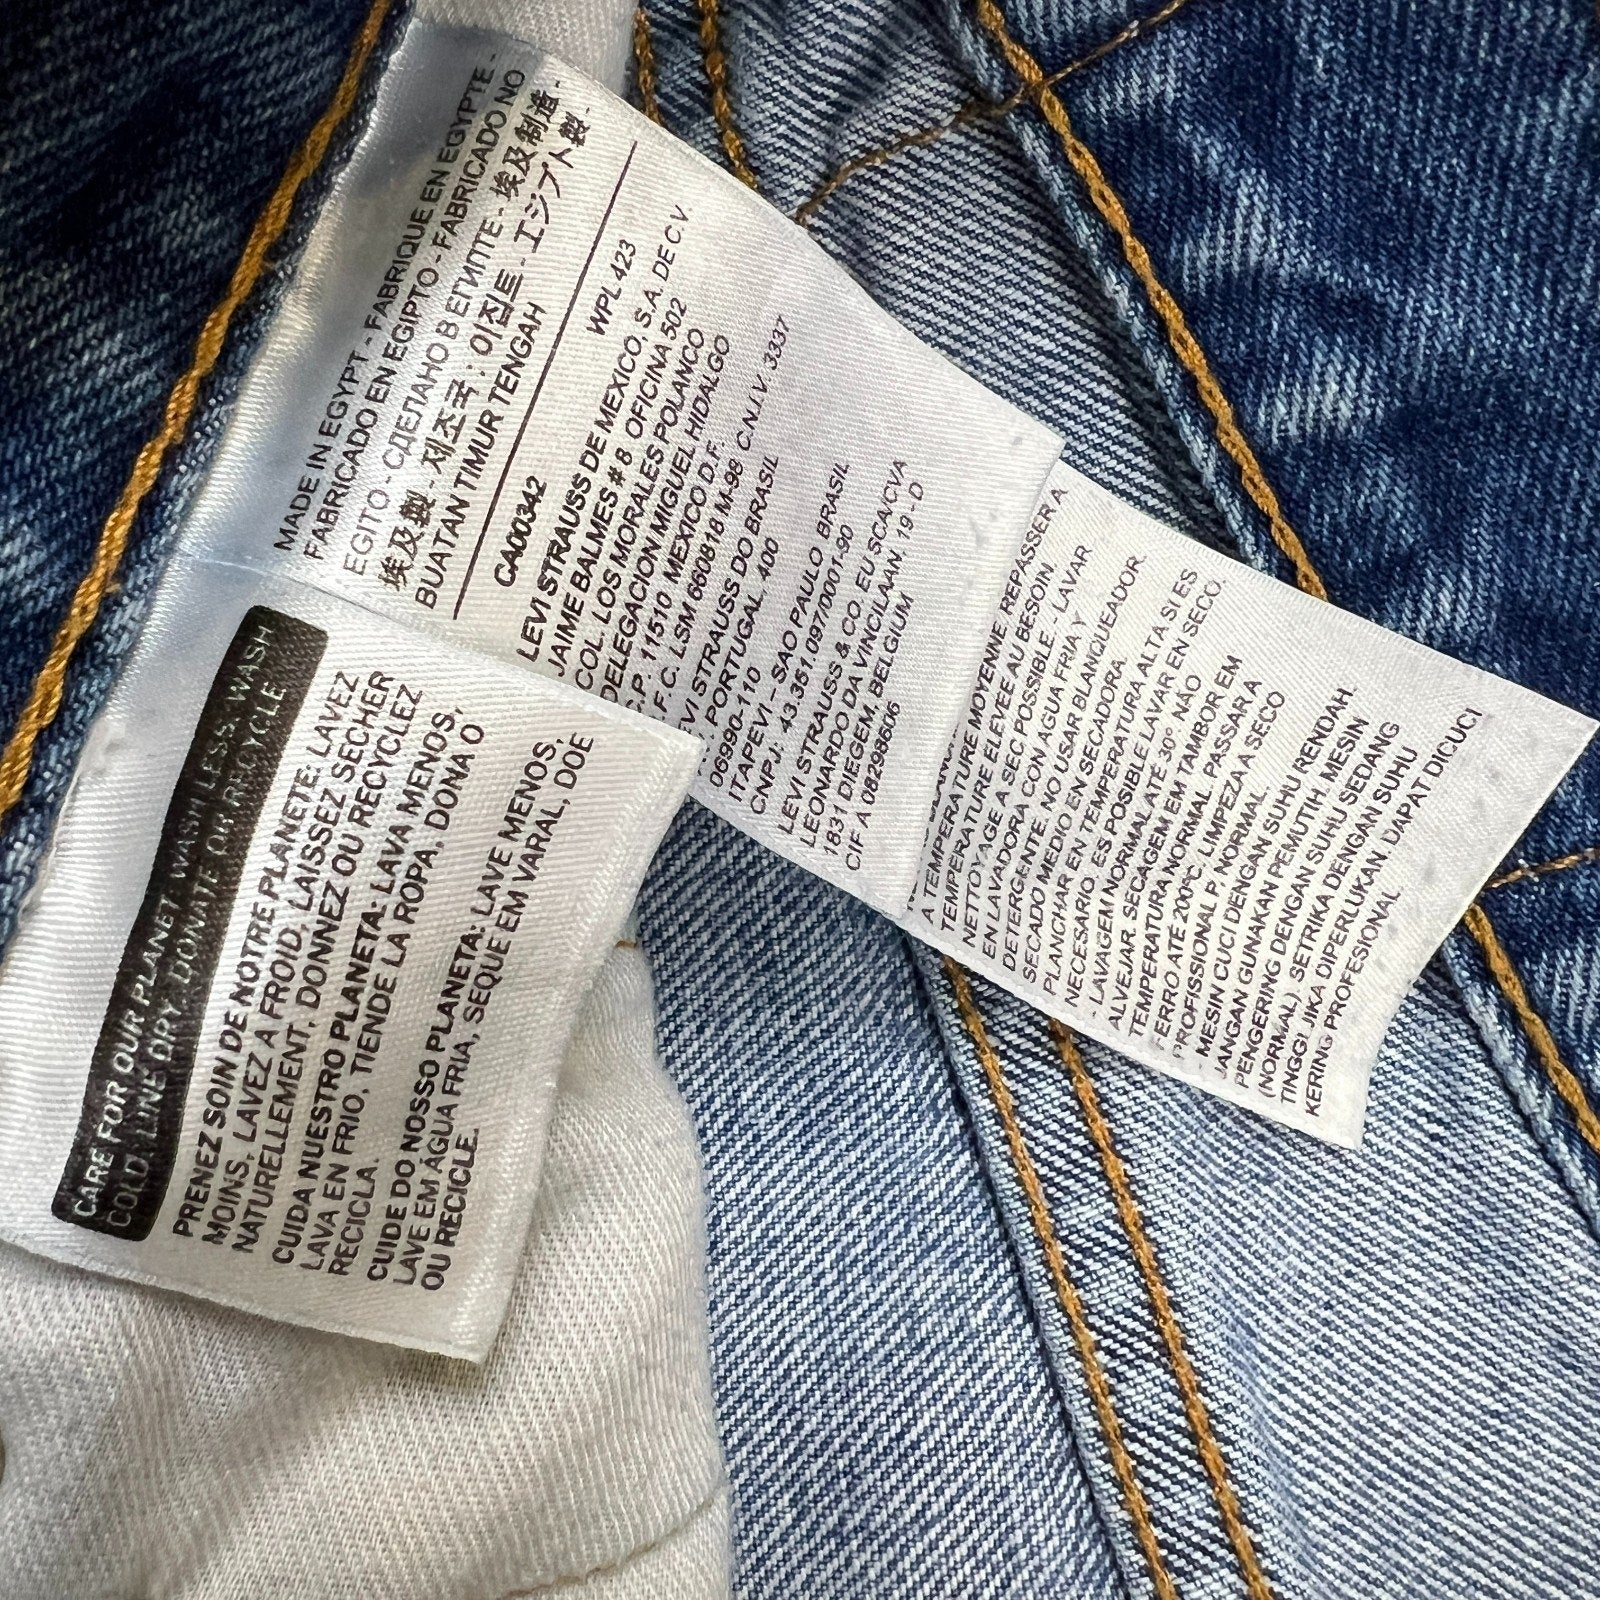 MADE IN EGYPT - FABRIQUE EN EGYPTE -
FABRICADO EN EGIPTO - FABRICADO NO
EGITO - СДЕЛАНО В ЕГИПТЕ - 埃及制造 -
埃及製 - 제조국 : 이집트 - エジプト製 -
BUATAN TIMUR TENGAH
CA00342 WPL 423
LEVI STRAUSS DE MEXICO, S.A. DE C.V.
JAIME BALMES # 8 OFICINA 502
COL. LOS MORALES POLANCO
DELEGACION MIGUEL HIDALGO
C.P. 11510 MEXICO D.F.
.F.C. LSM 660818 M-98 C.N.I.V. 3337
EVI STRAUSS DO BRASIL
PORTUGAL, 400
06990-110
ITAPEVI - SAO PAULO BRASIL
CNPJ: 43.351.097/0001-90
LEVI STRAUSS & CO. EU SCA/CVA
LEONARDO DA VINCILAAN, 19 - D
1831 DIEGEM, BELGIUM
CIF A 08298606
CARE FOR OUR PLANET. WASH LESS, WASH
COLD, LINE DRY, DONATE OR RECYCLE
PRENEZ SOIN DE NOTRE PLANÈTE: LAVEZ
MOINS, LAVEZ À FROID, LAISSEZ SÉCHER
NATURELLEMENT, DONNEZ OU RECYCLEZ
CUIDA NUESTRO PLANETA: LAVA MENOS,
LAVA EN FRÍO, TIENDE LA ROPA, DONA O
RECICLA.
CUIDE DO NOSSO PLANETA: LAVE MENOS,
LAVE EM ÁGUA FRIA, SEQUE EM VARAL, DOE
OU RECICLE.
TEMPERATURE MOYENNE REPASSER A
A TEMPERATURE ELEVEE AU BESOIN
NETTOYAGE A SEC POSSIBLE. - LAVAR
EN LAVADORA CON AGUA FRIA Y
DETERGENTE. NO USAR BLANQUEADOR.
SECADO MEDIO EN SECADORA
PLANCHAR EN TEMPERATURA ALTA SI ES
NECESARIO. ES POSIBLE LAVAR EN SECO.
- LAVAGEM NORMAL ATÉ 30° NÃO
ALVEJAR. SECAGEM EM TAMBOR EM
TEMPERATURA NORMAL. PASSAR A
FERRO ATÉ 200°C. LIMPEZA A SECO
PROFISSIONAL P, NORMAL.
- MESIN CUCI DENGAN SUHU RENDAH.
JANGAN GUNAKAN PEMUTIH. MESIN
PENGERING DENGAN SUHU SEDANG
(NORMAL). SETRIKA DENGAN SUHU
TINGGI JIKA DIPERLUKAN. DAPAT DICUCI
KERING PROFESIONAL.